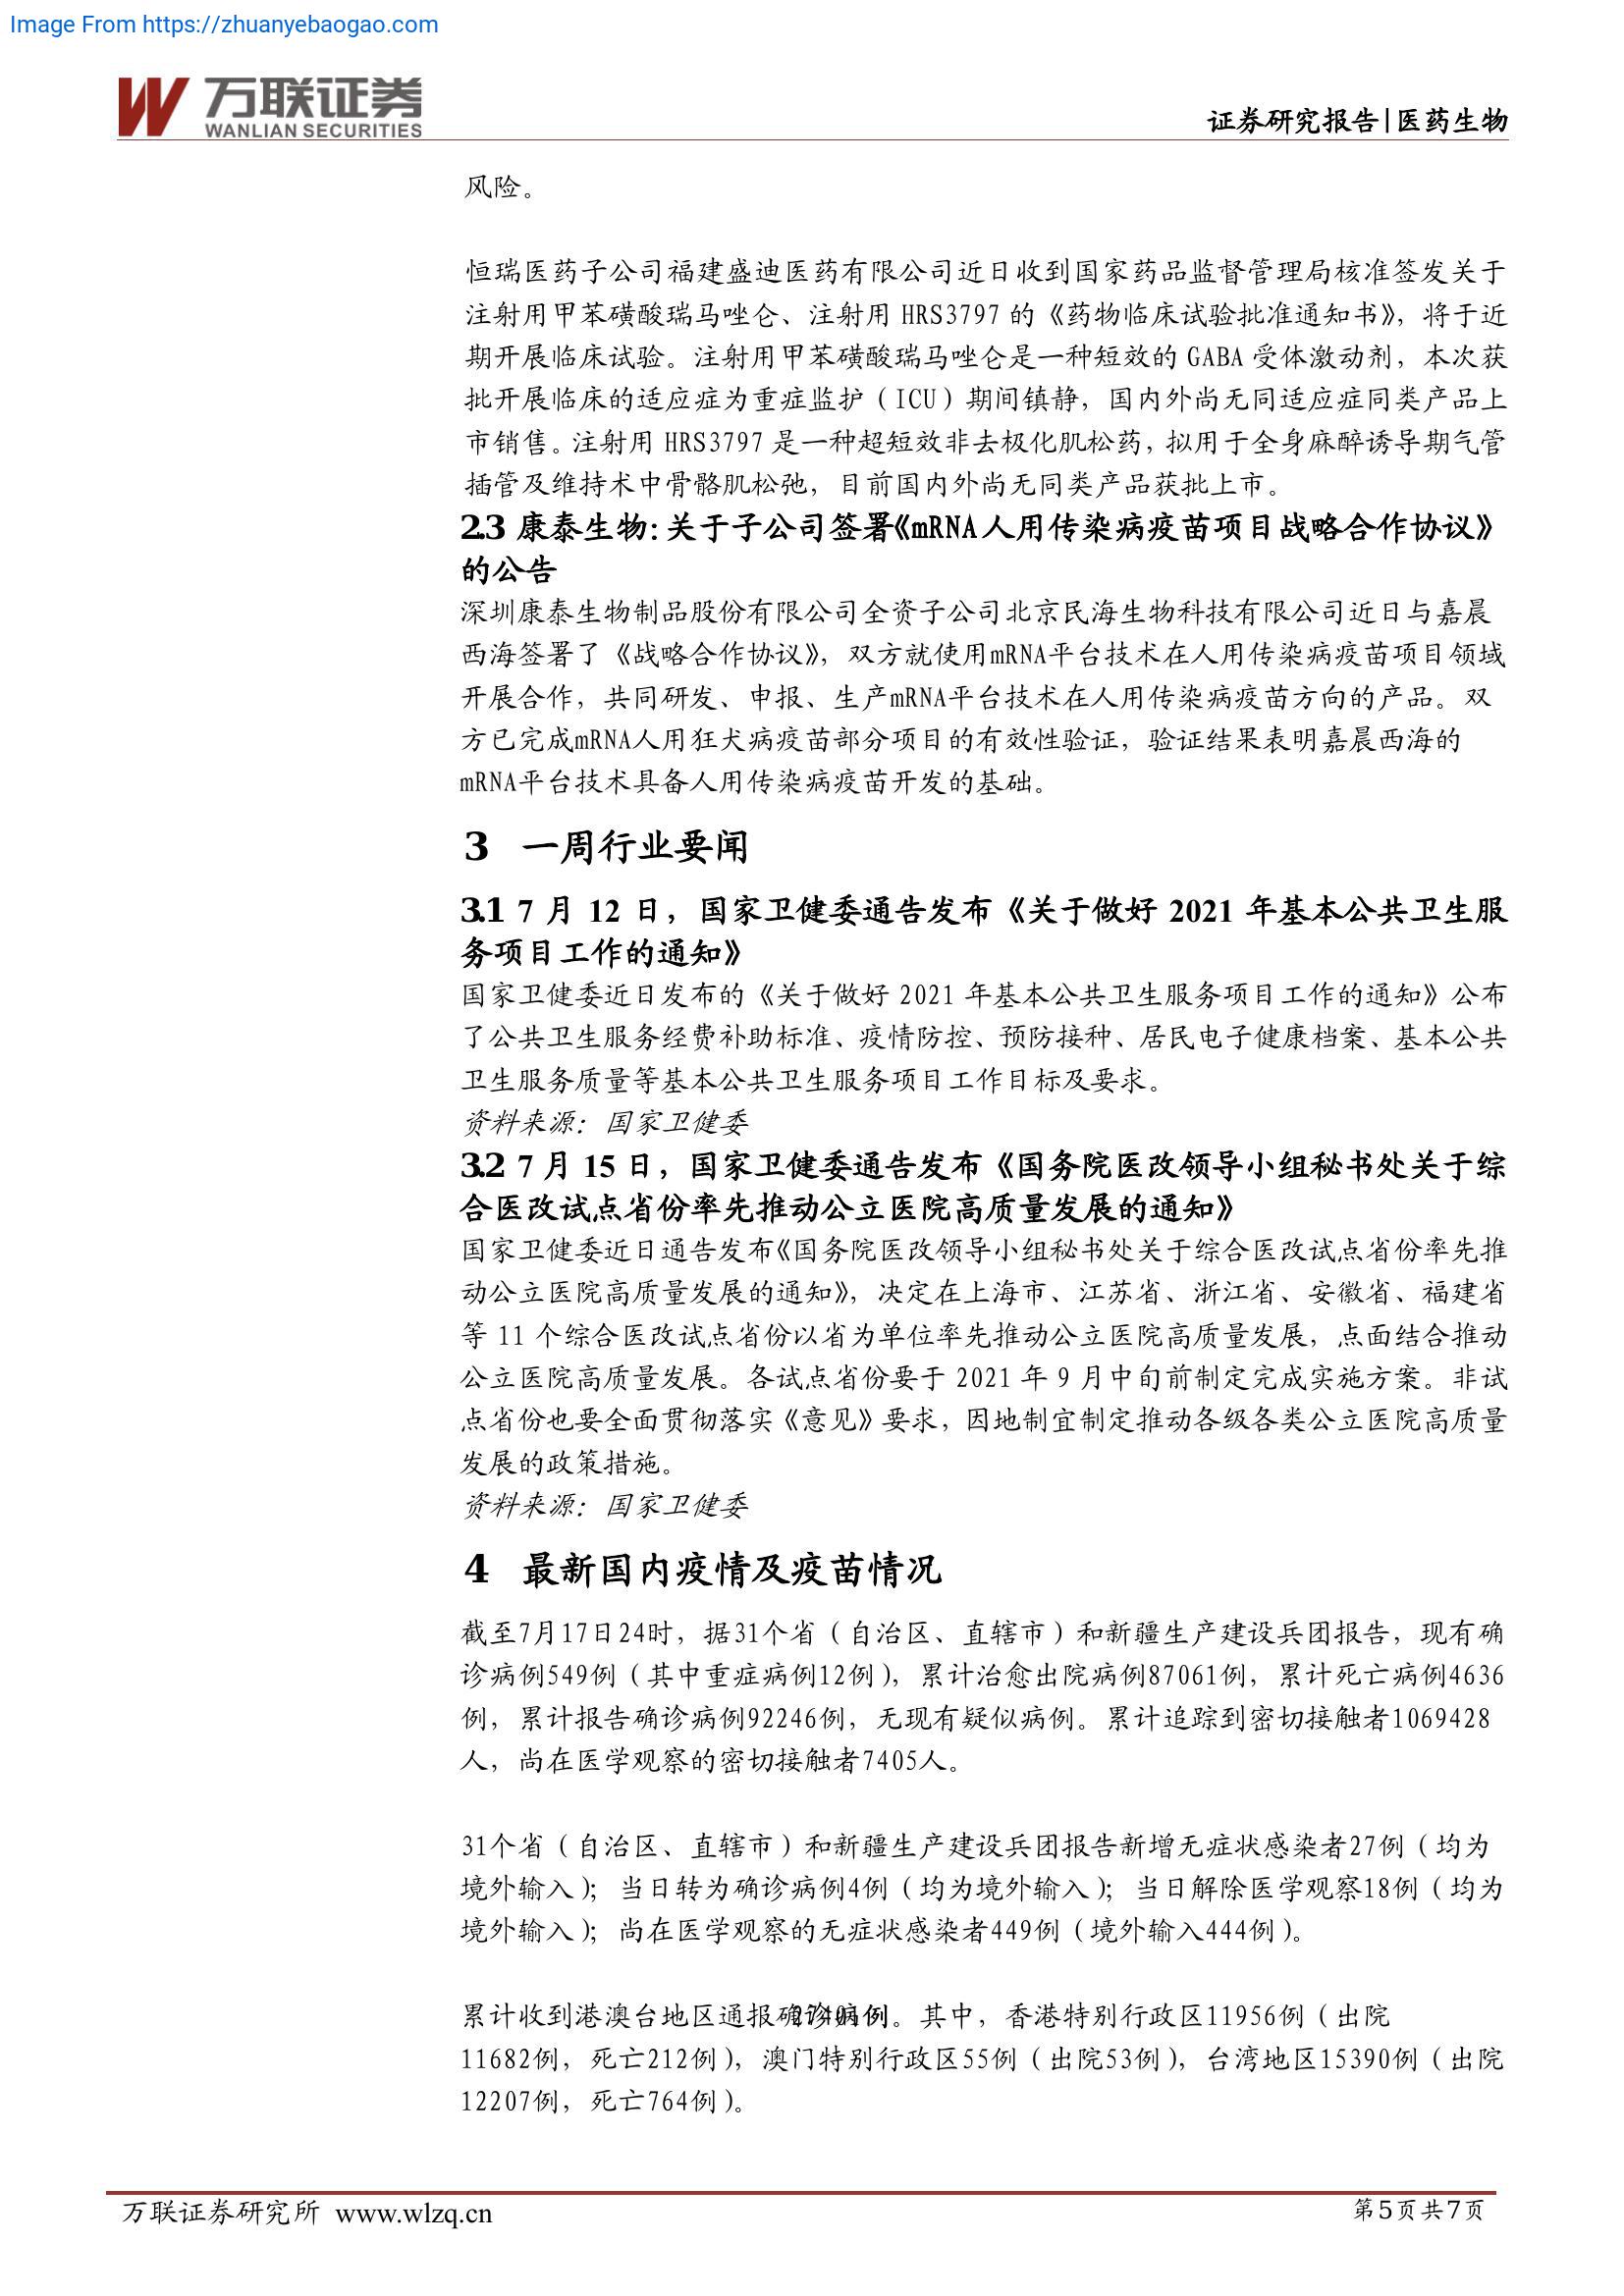 Image From https://zhuanyebaogao.com
万联证券
WANLIAN SECURITIES
证券研究报告|医药生物
风险。
恒瑞医药子公司福建盛迪医药有限公司近日收到国家药品监督管理局核准签发关于
注射用甲苯磺酸瑞马唑仑、注射用 HRS3797 的《药物临床试验批准通知书》，将于近
期开展临床试验。注射用甲苯磺酸瑞马唑仑是一种短效的 GABA 受体激动剂，本次获
批开展临床的适应症为重症监护（ICU）期间镇静，国内外尚无同适应症同类产品上
市销售。注射用 HRS3797 是一种超短效非去极化肌松药，拟用于全身麻醉诱导期气管
插管及维持术中骨骼肌松弛，目前国内外尚无同类产品获批上市。
2.3 康泰生物：关于子公司签署《mRNA 人用传染病疫苗项目战略合作协议》
的公告
深圳康泰生物制品股份有限公司全资子公司北京民海生物科技有限公司近日与嘉晨
西海签署了《战略合作协议》，双方就使用mRNA平台技术在人用传染病疫苗项目领域
开展合作，共同研发、申报、生产mRNA平台技术在人用传染病疫苗方向的产品。双
方已完成mRNA人用狂犬病疫苗部分项目的有效性验证，验证结果表明嘉晨西海的
mRNA平台技术具备人用传染病疫苗开发的基础。
3 一周行业要闻
3.1 7 月 12 日，国家卫健委通告发布《关于做好 2021 年基本公共卫生服
务项目工作的通知》
国家卫健委近日发布的《关于做好 2021 年基本公共卫生服务项目工作的通知》公布
了公共卫生服务经费补助标准、疫情防控、预防接种、居民电子健康档案、基本公共
卫生服务质量等基本公共卫生服务项目工作目标及要求。
资料来源：国家卫健委
3.2 7 月 15 日，国家卫健委通告发布《国务院医改领导小组秘书处关于综
合医改试点省份率先推动公立医院高质量发展的通知》
国家卫健委近日通告发布《国务院医改领导小组秘书处关于综合医改试点省份率先推
动公立医院高质量发展的通知》，决定在上海市、江苏省、浙江省、安徽省、福建省
等 11 个综合医改试点省份以省为单位率先推动公立医院高质量发展，点面结合推动
公立医院高质量发展。各试点省份要于 2021 年 9 月中旬前制定完成实施方案。非试
点省份也要全面贯彻落实《意见》要求，因地制宜制定推动各级各类公立医院高质量
发展的政策措施。
资料来源：国家卫健委
4 最新国内疫情及疫苗情况
截至7月17日24时，据31个省（自治区、直辖市）和新疆生产建设兵团报告，现有确
诊病例549例（其中重症病例12例），累计治愈出院病例87061例，累计死亡病例4636
例，累计报告确诊病例92246例，无现有疑似病例。累计追踪到密切接触者1069428
人，尚在医学观察的密切接触者7405人。
31个省（自治区、直辖市）和新疆生产建设兵团报告新增无症状感染者27例（均为
境外输入）；当日转为确诊病例4例（均为境外输入）；当日解除医学观察18例（均为
境外输入）；尚在医学观察的无症状感染者449例（境外输入444例）。
累计收到港澳台地区通报确诊病例。其中，香港特别行政区11956例（出院
11682例，死亡212例），澳门特别行政区55例（出院53例），台湾地区15390例（出院
12207例，死亡764例）。
万联证券研究所 www.wlzq.cn
第5页共7页